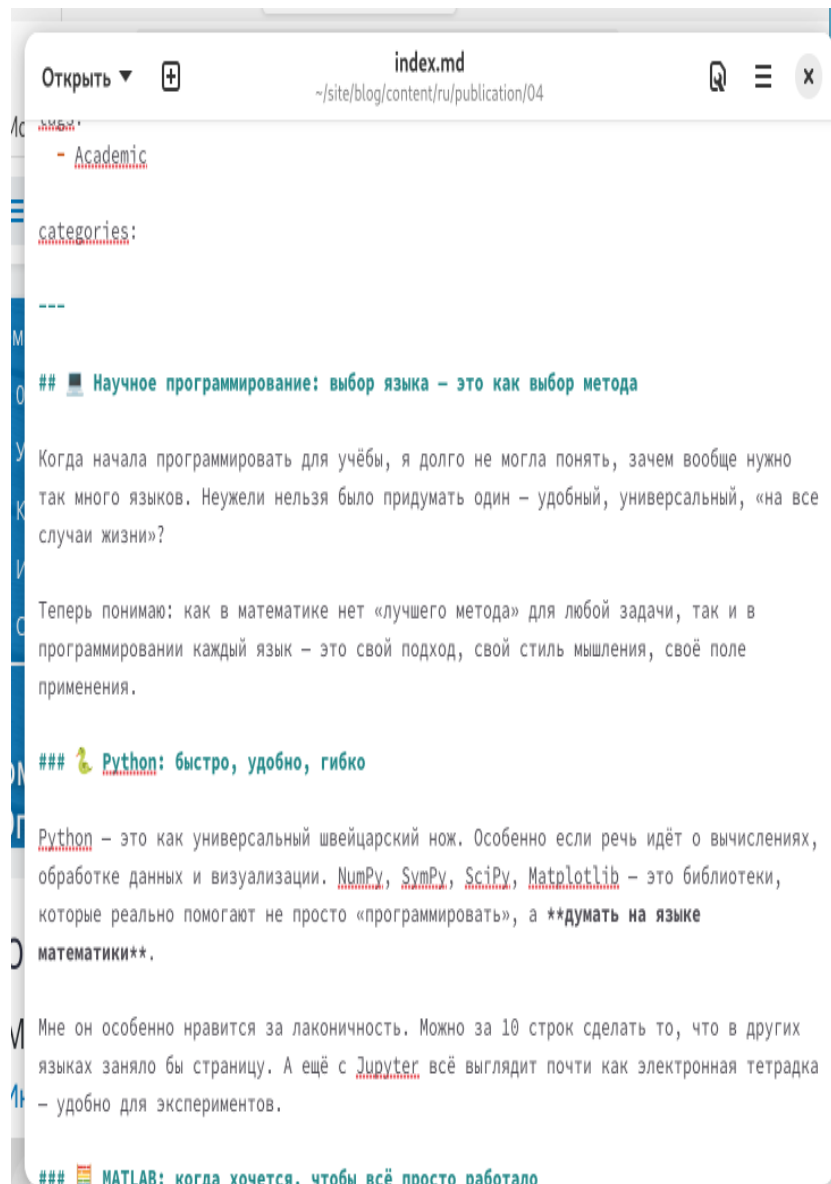 Открыть
index.md
~/site/blog/content/ru/publication/04
tags:
- Academic
categories:
---
## 💻 Научное программирование: выбор языка — это как выбор метода
Когда начала программировать для учёбы, я долго не могла понять, зачем вообще нужно
так много языков. Неужели нельзя было придумать один — удобный, универсальный, «на все
случаи жизни»?
Теперь понимаю: как в математике нет «лучшего метода» для любой задачи, так и в
программировании каждый язык — это свой подход, свой стиль мышления, своё поле
применения.
### 🐍 Python: быстро, удобно, гибко
Python — это как универсальный швейцарский нож. Особенно если речь идёт о вычислениях,
обработке данных и визуализации. NumPy, SymPy, SciPy, Matplotlib — это библиотеки,
которые реально помогают не просто «программировать», а **думать на языке
математики**.
Мне он особенно нравится за лаконичность. Можно за 10 строк сделать то, что в других
языках заняло бы страницу. А ещё с Jupyter всё выглядит почти как электронная тетрадка
— удобно для экспериментов.
### 🧮 MATLAB: когда хочется, чтобы всё просто работало